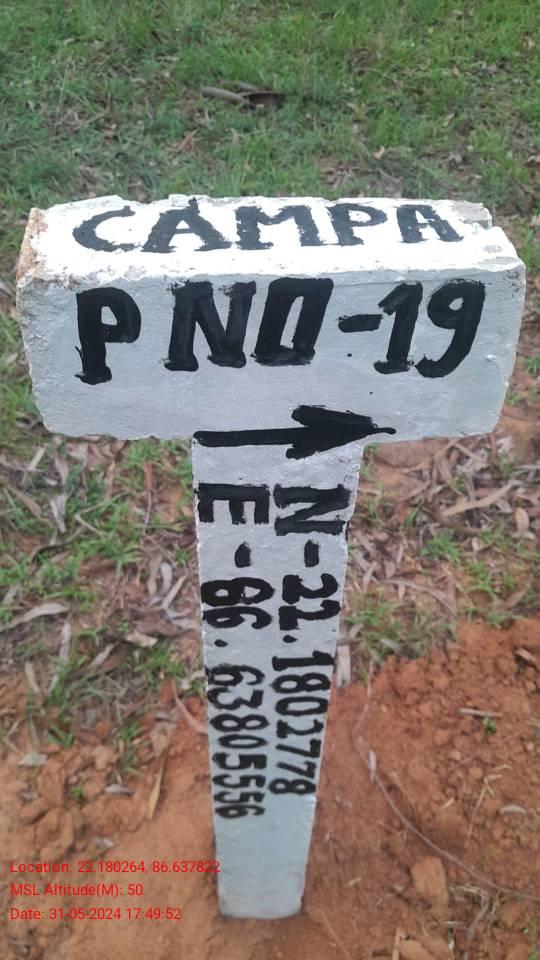 CAMPA
P NO-19
N-22.1802778
E-86.63805556
Location: 22.180264, 86.637822
MSL Altitude(M): 50
Date: 31-05-2024 17:49:52